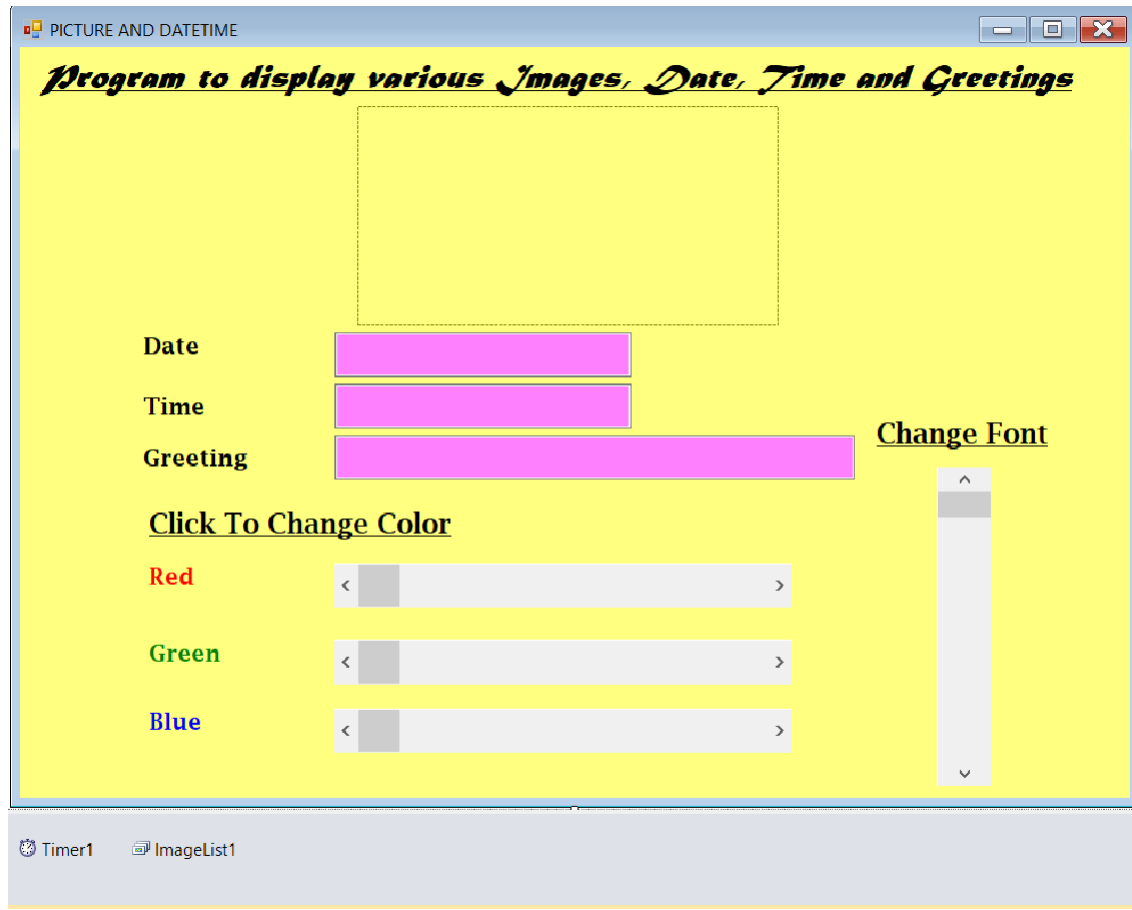 PICTURE AND DATETIME
Program to display various Images, Date, Time and Greetings
Date
Time
Greeting
Change Font
Click To Change Color
Red
Green
Blue
Timer1 ImageList1